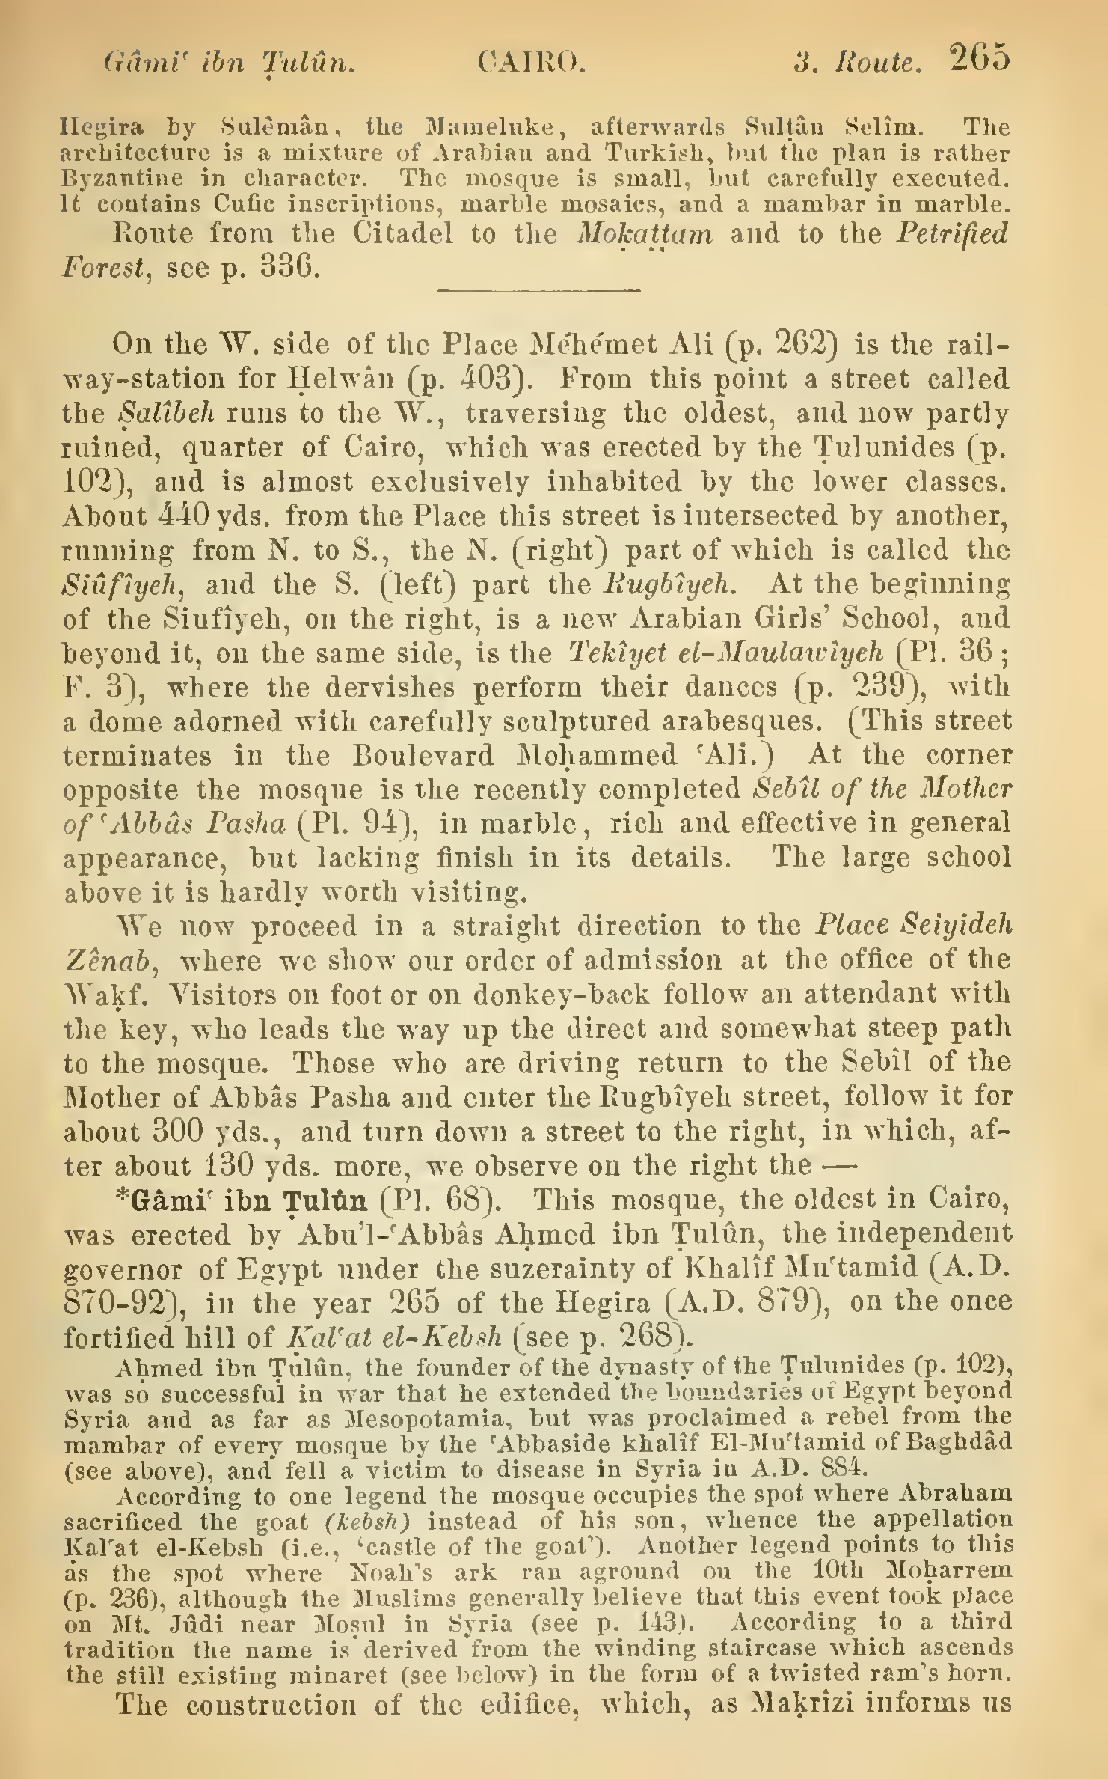 Gâmiʿ ibn Ṭulûn. CAIRO. 3. Route. 265
Hegira by Sulêmân, the Mameluke, afterwards Sulṭân Selîm. The
architecture is a mixture of Arabian and Turkish, but the plan is rather
Byzantine in character. The mosque is small, but carefully executed.
It contains Cufic inscriptions, marble mosaics, and a mambar in marble.
Route from the Citadel to the Mokaṭṭam and to the Petrified
Forest, see p. 336.
On the W. side of the Place Méhémet Ali (p. 262) is the rail-
way-station for Ḥelwân (p. 403). From this point a street called
the Ṣalîbeh runs to the W., traversing the oldest, and now partly
ruined, quarter of Cairo, which was erected by the Ṭulunides (p.
102), and is almost exclusively inhabited by the lower classes.
About 440 yds. from the Place this street is intersected by another,
running from N. to S., the N. (right) part of which is called the
Siûfîyeh, and the S. (left) part the Rugbîyeh. At the beginning
of the Siufîyeh, on the right, is a new Arabian Girls' School, and
beyond it, on the same side, is the Tekîyet el-Maulawîyeh (Pl. 36;
F. 3), where the dervishes perform their dances (p. 239), with
a dome adorned with carefully sculptured arabesques. (This street
terminates in the Boulevard Moḥammed ʿAli.) At the corner
opposite the mosque is the recently completed Sebîl of the Mother
of ʿAbbâs Pasha (Pl. 94), in marble, rich and effective in general
appearance, but lacking finish in its details. The large school
above it is hardly worth visiting.
We now proceed in a straight direction to the Place Seiyideh
Zênab, where we show our order of admission at the office of the
Waḳf. Visitors on foot or on donkey-back follow an attendant with
the key, who leads the way up the direct and somewhat steep path
to the mosque. Those who are driving return to the Sebîl of the
Mother of Abbâs Pasha and enter the Rugbîyeh street, follow it for
about 300 yds., and turn down a street to the right, in which, af-
ter about 130 yds. more, we observe on the right the —
*Gâmiʿ ibn Ṭulûn (Pl. 68). This mosque, the oldest in Cairo,
was erected by Abu'l-ʿAbbâs Aḥmed ibn Ṭulûn, the independent
governor of Egypt under the suzerainty of Khalîf Muʿtamid (A.D.
870-92), in the year 265 of the Hegira (A.D. 879), on the once
fortified hill of Ḳalʿat el-Kebsh (see p. 268).
Aḥmed ibn Ṭulûn, the founder of the dynasty of the Ṭulunides (p. 102),
was so successful in war that he extended the boundaries of Egypt beyond
Syria and as far as Mesopotamia, but was proclaimed a rebel from the
mambar of every mosque by the ʿAbbaside khalîf El-Muʿtamid of Baghdâd
(see above), and fell a victim to disease in Syria in A.D. 884.
According to one legend the mosque occupies the spot where Abraham
sacrificed the goat (kebsh) instead of his son, whence the appellation
Ḳalʿat el-Kebsh (i.e., 'castle of the goat'). Another legend points to this
as the spot where Noah's ark ran aground on the 10th Moḥarrem
(p. 236), although the Muslims generally believe that this event took place
on Mt. Jûdi near Moṣul in Syria (see p. 143). According to a third
tradition the name is derived from the winding staircase which ascends
the still existing minaret (see below) in the form of a twisted ram's horn.
The construction of the edifice, which, as Maḳrîzi informs us